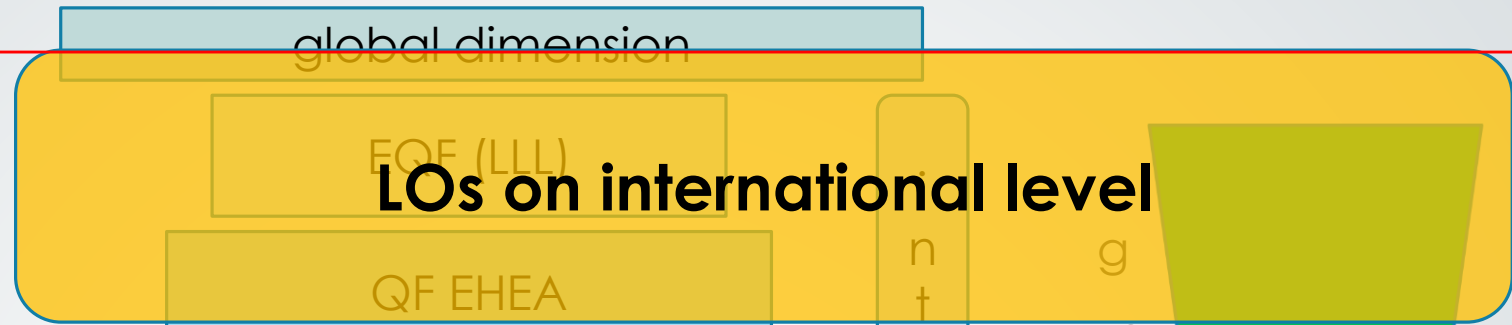 global dimension
EQF (LLL)
LOs on international level
i
n
t
g
QF EHEA